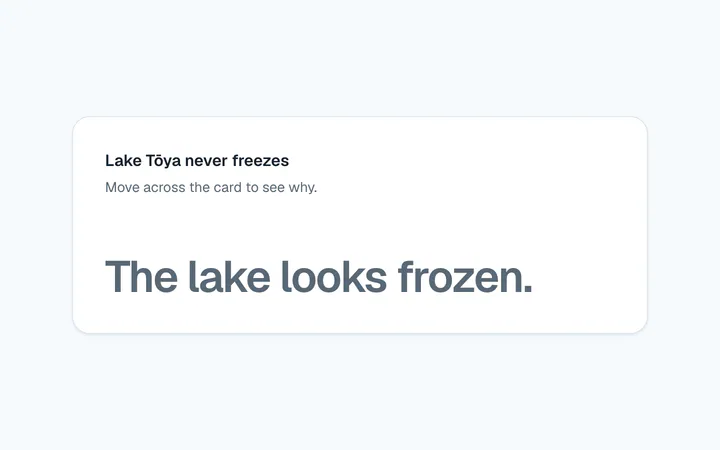 Lake Tōya never freezes
Move across the card to see why.
The lake looks frozen.